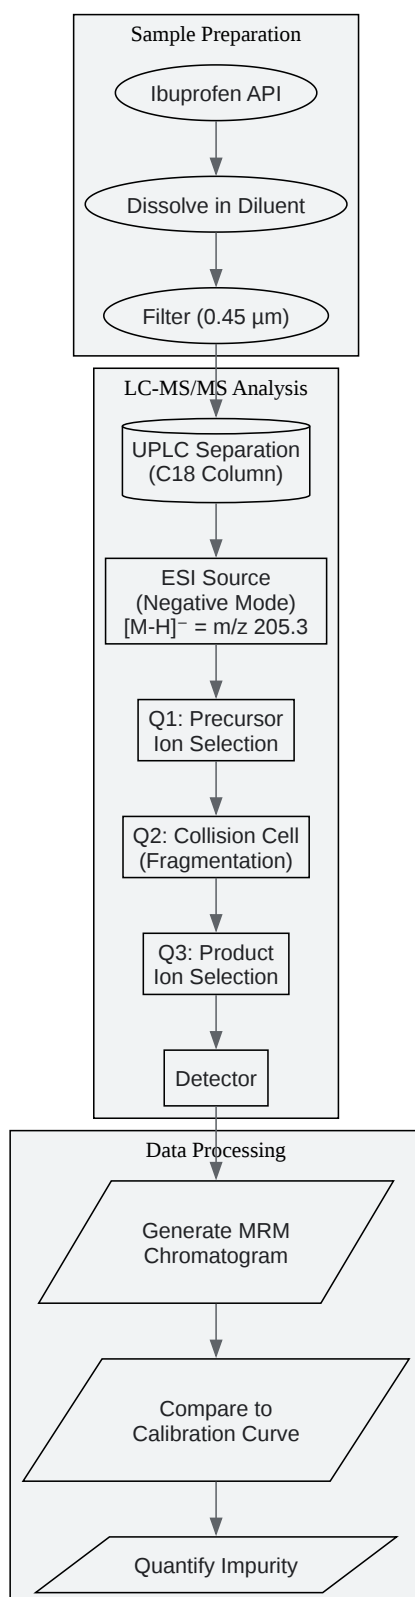 Sample Preparation
Ibuprofen API
Dissolve in Diluent
Filter (0.45 µm)
LC-MS/MS Analysis
UPLC Separation
(C18 Column)
ESI Source
(Negative Mode)
[M-H]⁻ = m/z 205.3
Q1: Precursor
Ion Selection
Q2: Collision Cell
(Fragmentation)
Q3: Product
Ion Selection
Detector
Data Processing
Generate MRM
Chromatogram
Compare to
Calibration Curve
Quantify Impurity